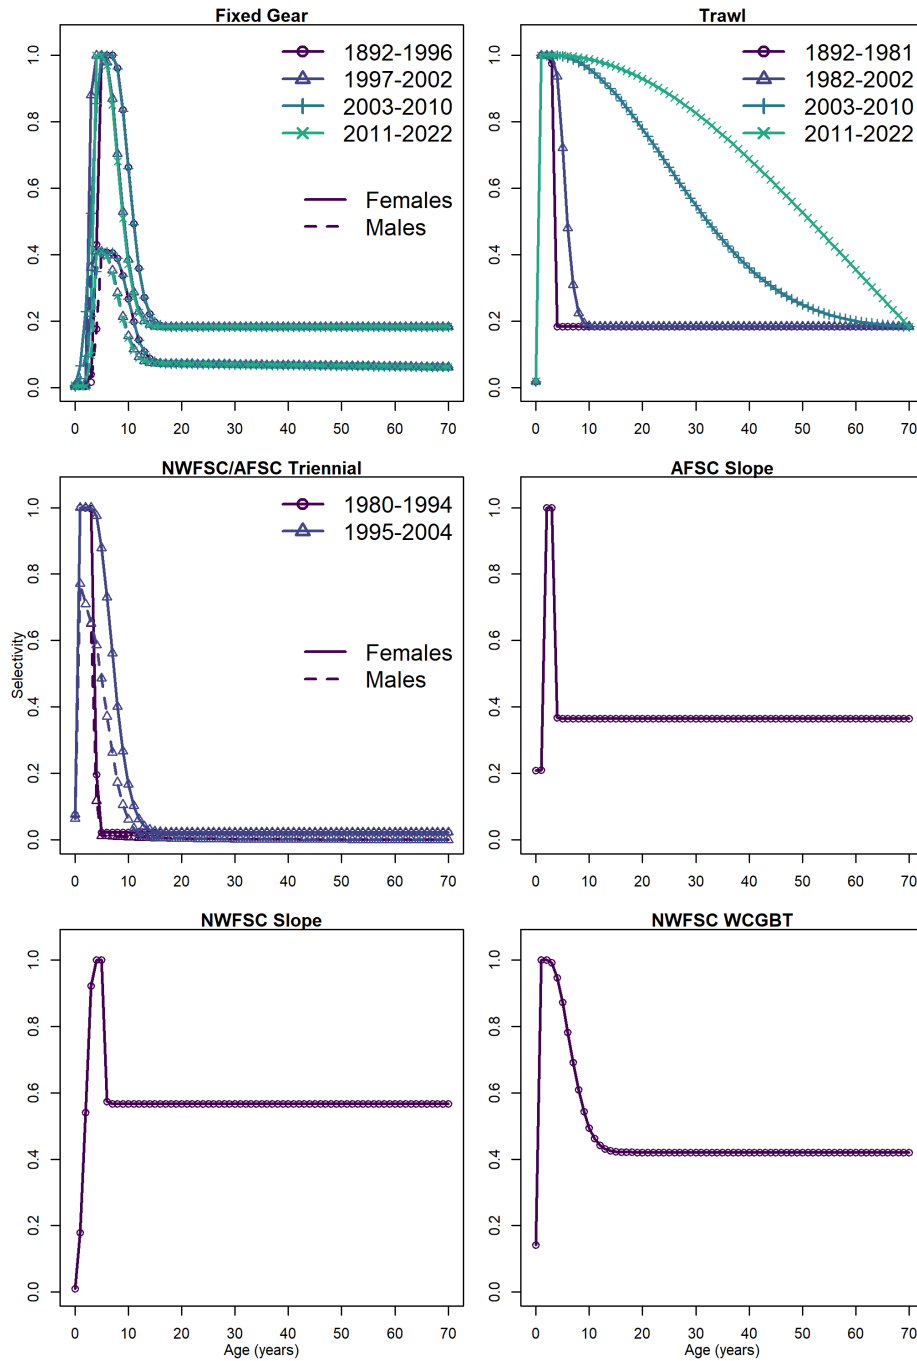 Fixed Gear
1892-1996
1997-2002
2003-2010
2011-2022
Females
Males
0.0 0.2 0.4 0.6 0.8 1.0
0 10 20 30 40 50 60 70
Trawl
1892-1981
1982-2002
2003-2010
2011-2022
0.0 0.2 0.4 0.6 0.8 1.0
0 10 20 30 40 50 60 70
NWFSC/AFSC Triennial
1980-1994
1995-2004
Females
Males
Selectivity
0.0 0.2 0.4 0.6 0.8 1.0
0 10 20 30 40 50 60 70
AFSC Slope
0.0 0.2 0.4 0.6 0.8 1.0
0 10 20 30 40 50 60 70
NWFSC Slope
0.0 0.2 0.4 0.6 0.8 1.0
0 10 20 30 40 50 60 70
Age (years)
NWFSC WCGBT
0.0 0.2 0.4 0.6 0.8 1.0
0 10 20 30 40 50 60 70
Age (years)